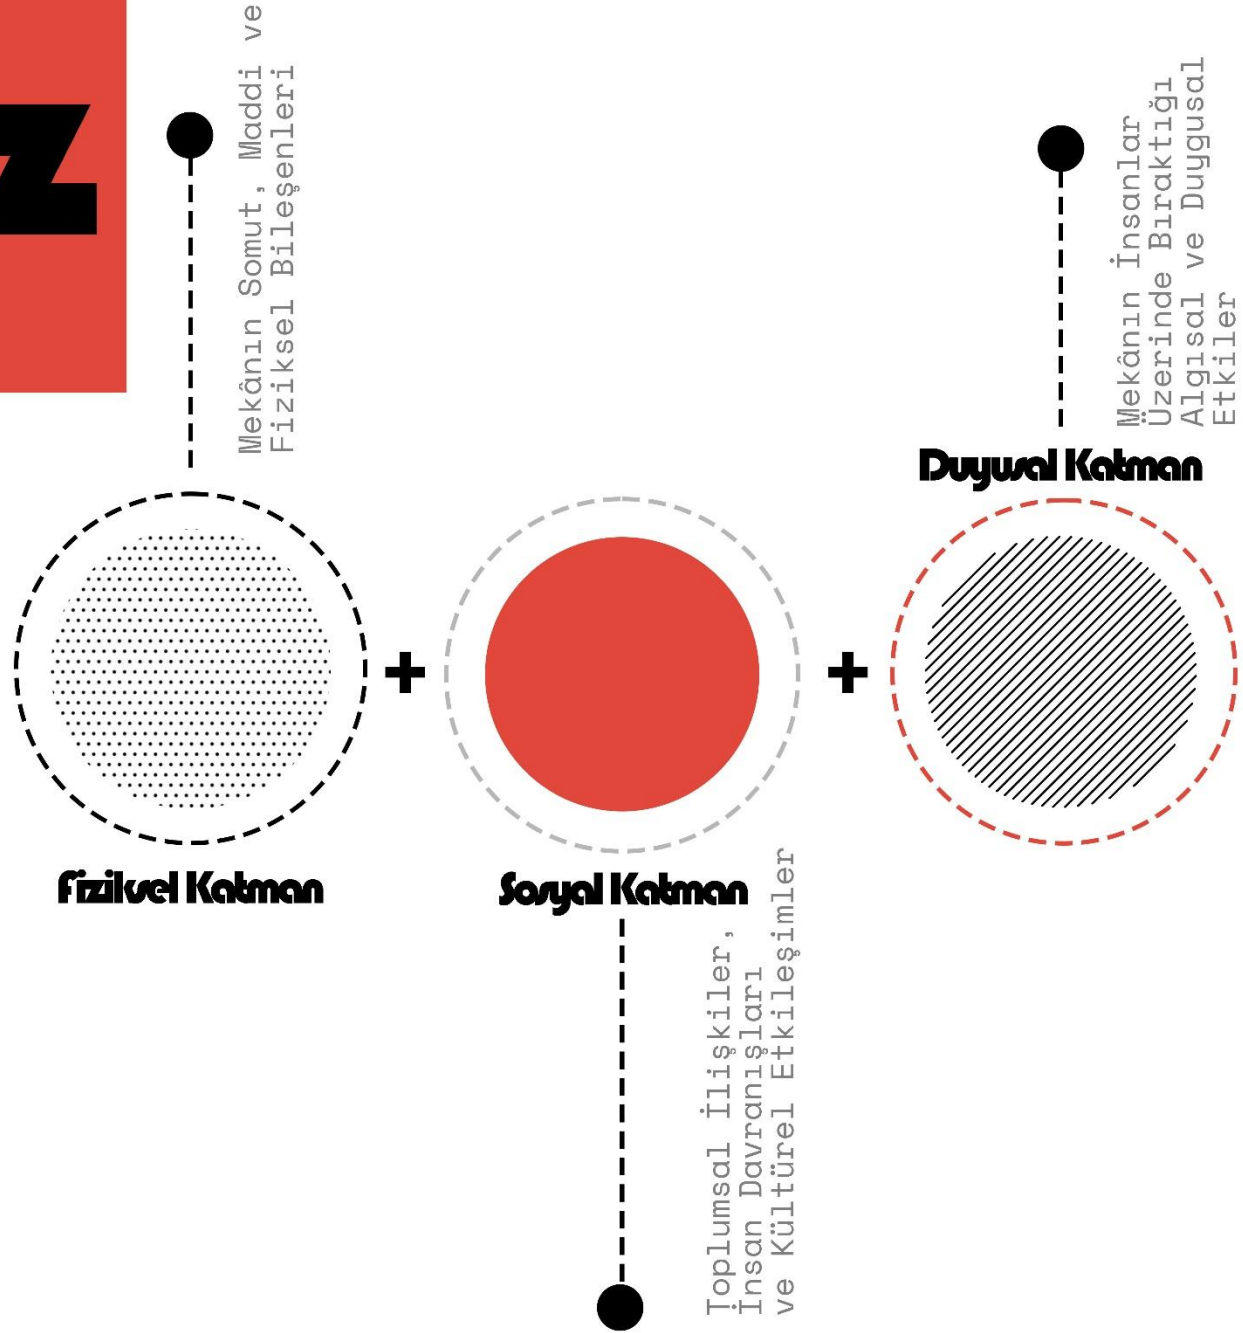 Z
Mekânın Somut, Maddi ve
Fiziksel Bileşenleri
Fiziksel Katman
Sosyal Katman
Toplumsal İlişkiler,
İnsan Davranışları
ve Kültürel Etkileşimler
Mekânın İnsanlar
Üzerinde Bıraktığı
Algısal ve Duygusal
Etkiler
Duyusal Katman
+
+